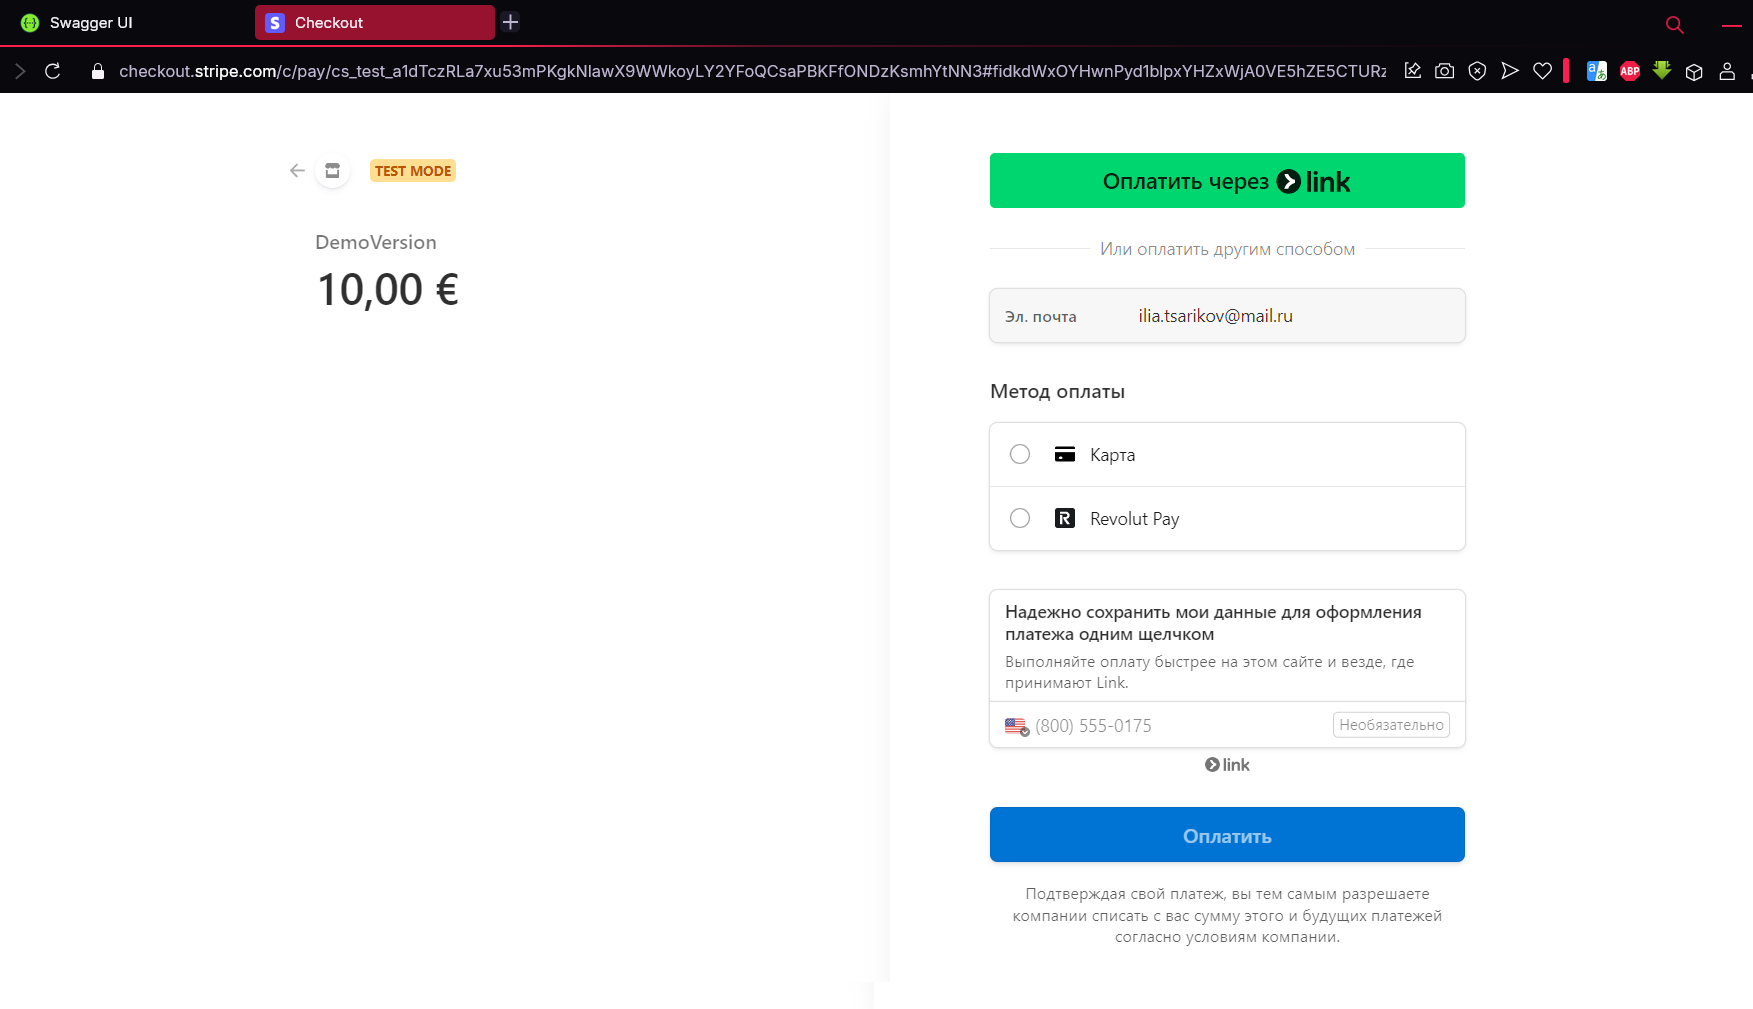 Swagger UI
Checkout
checkout.stripe.com/c/pay/cs_test_a1dTczRLa7xu53mPKgkNlawX9WWkoyLY2YFoQCsaPBKFfONDzKsmhYtNN3#fidkdWxOYHwnPyd1blpxYHZxWjA0VE5hZE5CTURz
ABP
TEST MODE
DemoVersion
10,00 €
Оплатить через link
Или оплатить другим способом
Эл. почта ilia.tsarikov@mail.ru
Метод оплаты
Карта
Revolut Pay
Надежно сохранить мои данные для оформления
платежа одним щелчком
Выполняйте оплату быстрее на этом сайте и везде, где
принимают Link.
(800) 555-0175 Необязательно
link
Оплатить
Подтверждая свой платеж, вы тем самым разрешаете
компании списать с вас сумму этого и будущих платежей
согласно условиям компании.